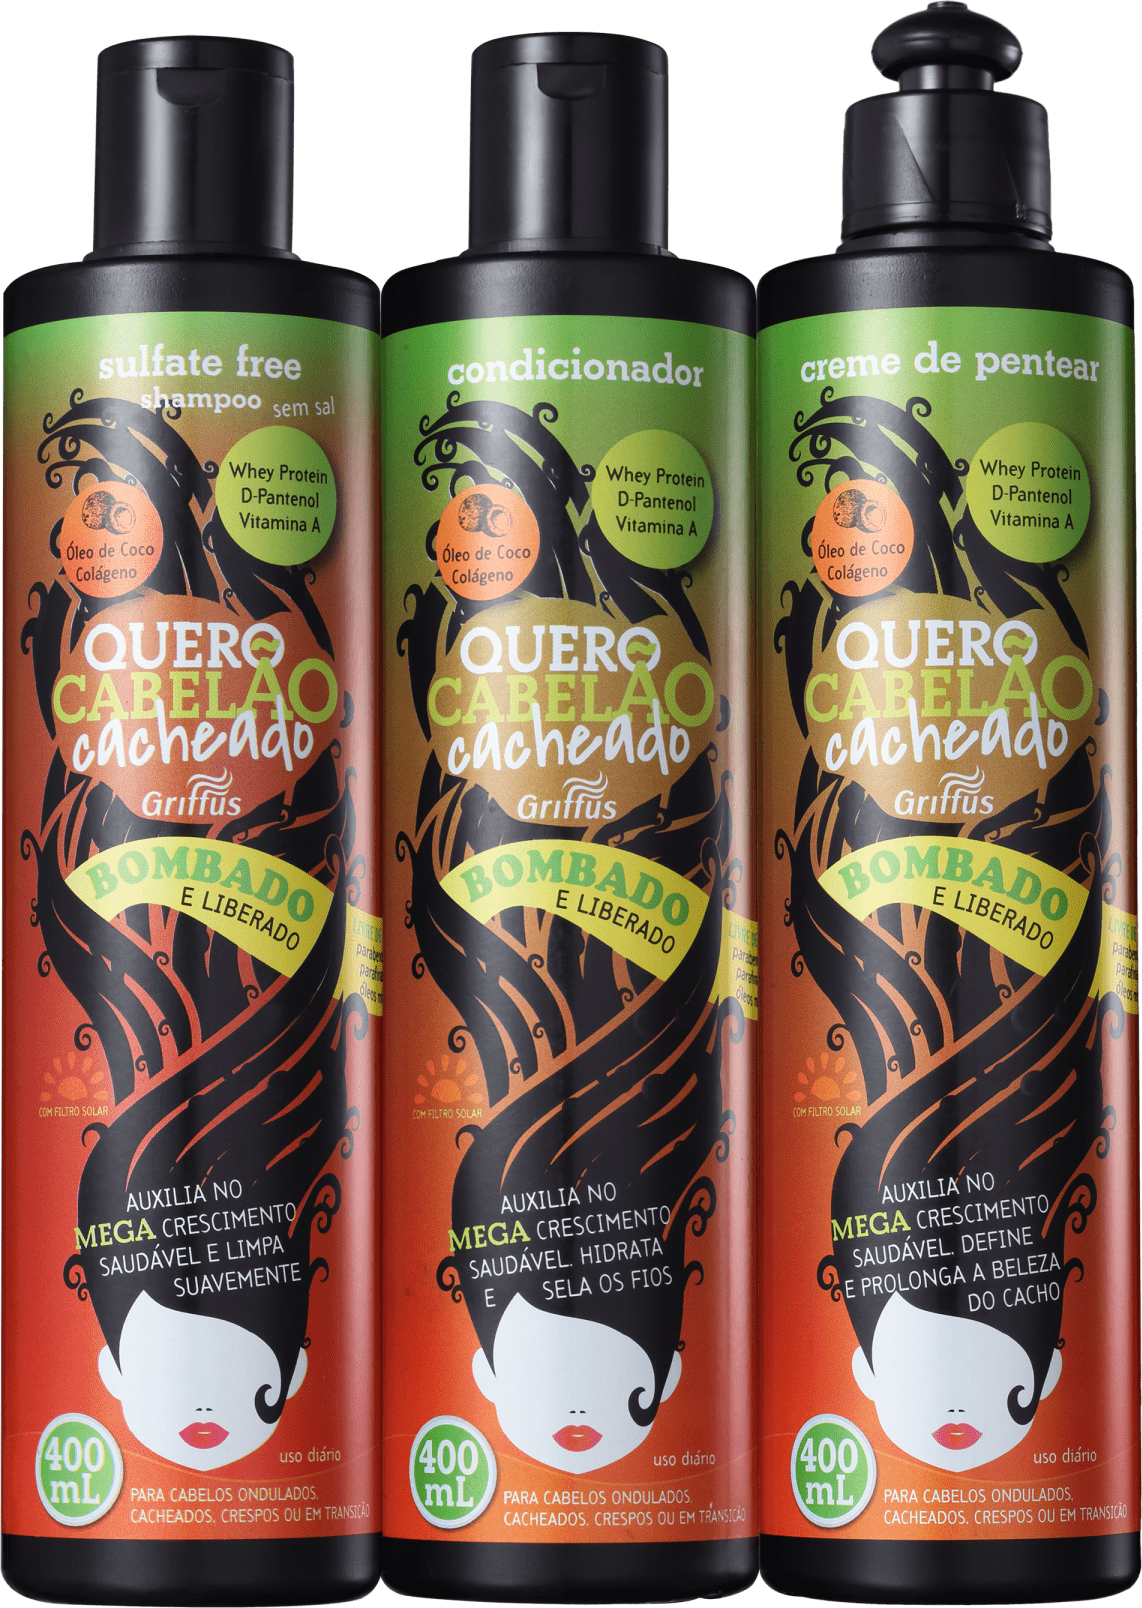 sulfate free
shampoo sem sal
Whey Protein
D-Pantenol
Vitamina A
Óleo de Coco
Colágeno
QUERO
CABELÃO
cacheado
Griffus
BOMBADO
E LIBERADO
LIVRE DE
COM FILTRO SOLAR
AUXILIA NO
MEGA CRESCIMENTO
SAUDÁVEL E LIMPA
SUAVEMENTE
400
mL
uso diário
PARA CABELOS ONDULADOS,
CACHEADOS, CRESPOS OU EM TRANSIÇÃO
condicionador
Whey Protein
D-Pantenol
Vitamina A
Óleo de Coco
Colágeno
QUERO
CABELÃO
cacheado
Griffus
BOMBADO
E LIBERADO
LIVRE DE
COM FILTRO SOLAR
AUXILIA NO
MEGA CRESCIMENTO
SAUDÁVEL, HIDRATA
E SELA OS FIOS
400
mL
uso diário
PARA CABELOS ONDULADOS,
CACHEADOS, CRESPOS OU EM TRANSIÇÃO
creme de pentear
Whey Protein
D-Pantenol
Vitamina A
Óleo de Coco
Colágeno
QUERO
CABELÃO
cacheado
Griffus
BOMBADO
E LIBERADO
LIVRE DE
COM FILTRO SOLAR
AUXILIA NO
MEGA CRESCIMENTO
SAUDÁVEL, DEFINE
E PROLONGA A BELEZA
DO CACHO
400
mL
uso diário
PARA CABELOS ONDULADOS,
CACHEADOS, CRESPOS OU EM TRANSIÇÃO